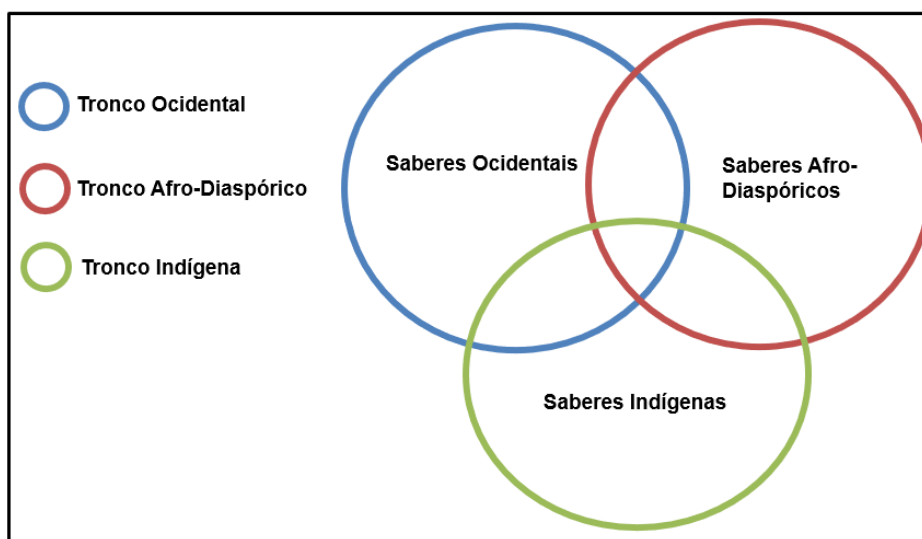 Tronco Ocidental
Tronco Afro-Diaspórico
Tronco Indígena
Saberes Ocidentais
Saberes Afro-
Diaspóricos
Saberes Indígenas